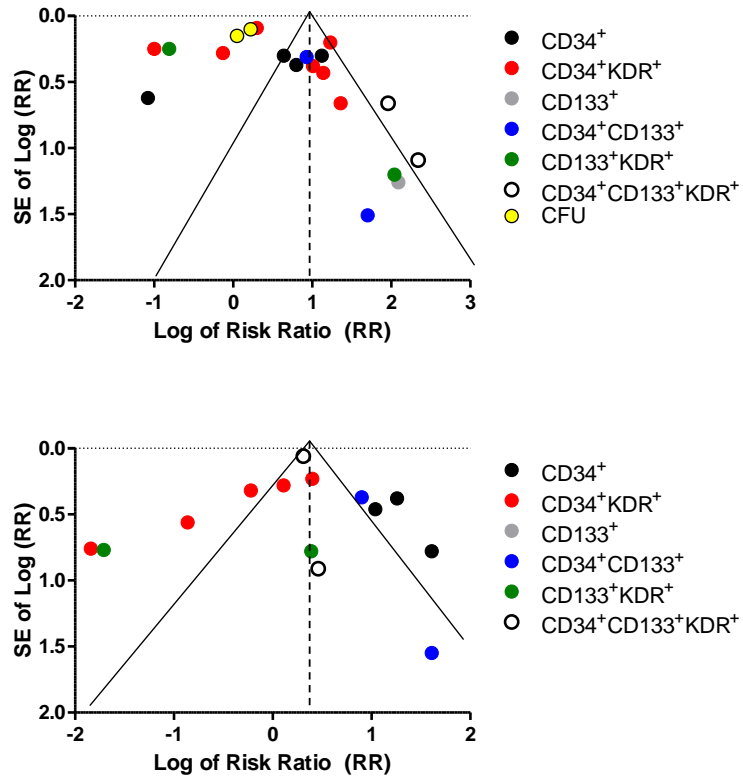 0.0
0.5
1.0
1.5
2.0
SE of Log (RR)
-2
-1
0
1
2
3
Log of Risk Ratio (RR)
CD34+
CD34+KDR+
CD133+
CD34+CD133+
CD133+KDR+
CD34+CD133+KDR+
CFU
0.0
0.5
1.0
1.5
2.0
SE of Log (RR)
-2
-1
0
1
2
Log of Risk Ratio (RR)
CD34+
CD34+KDR+
CD133+
CD34+CD133+
CD133+KDR+
CD34+CD133+KDR+